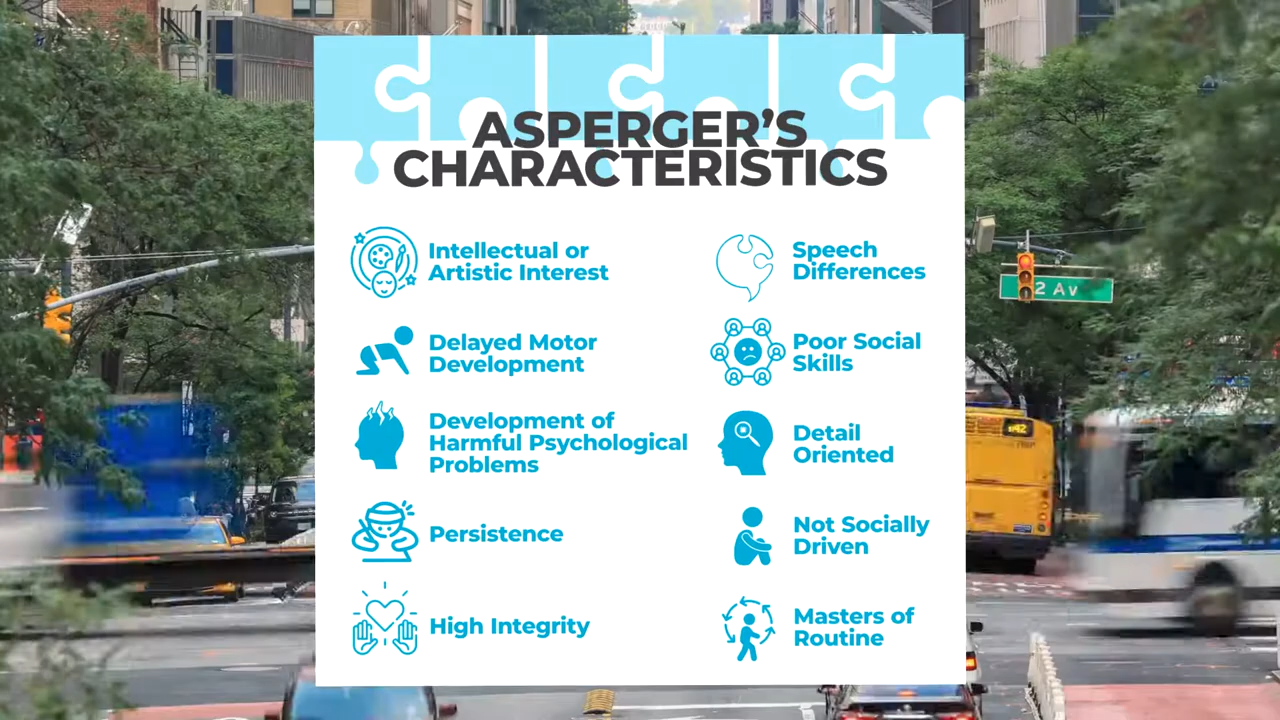 ASPERGER'S
CHARACTERISTICS
Intellectual or
Artistic Interest
Delayed Motor
Development
Development of
Harmful Psychological
Problems
Persistence
High Integrity
Speech
Differences
Poor Social
Skills
Detail
Oriented
Not Socially
Driven
Masters of
Routine
2 Av